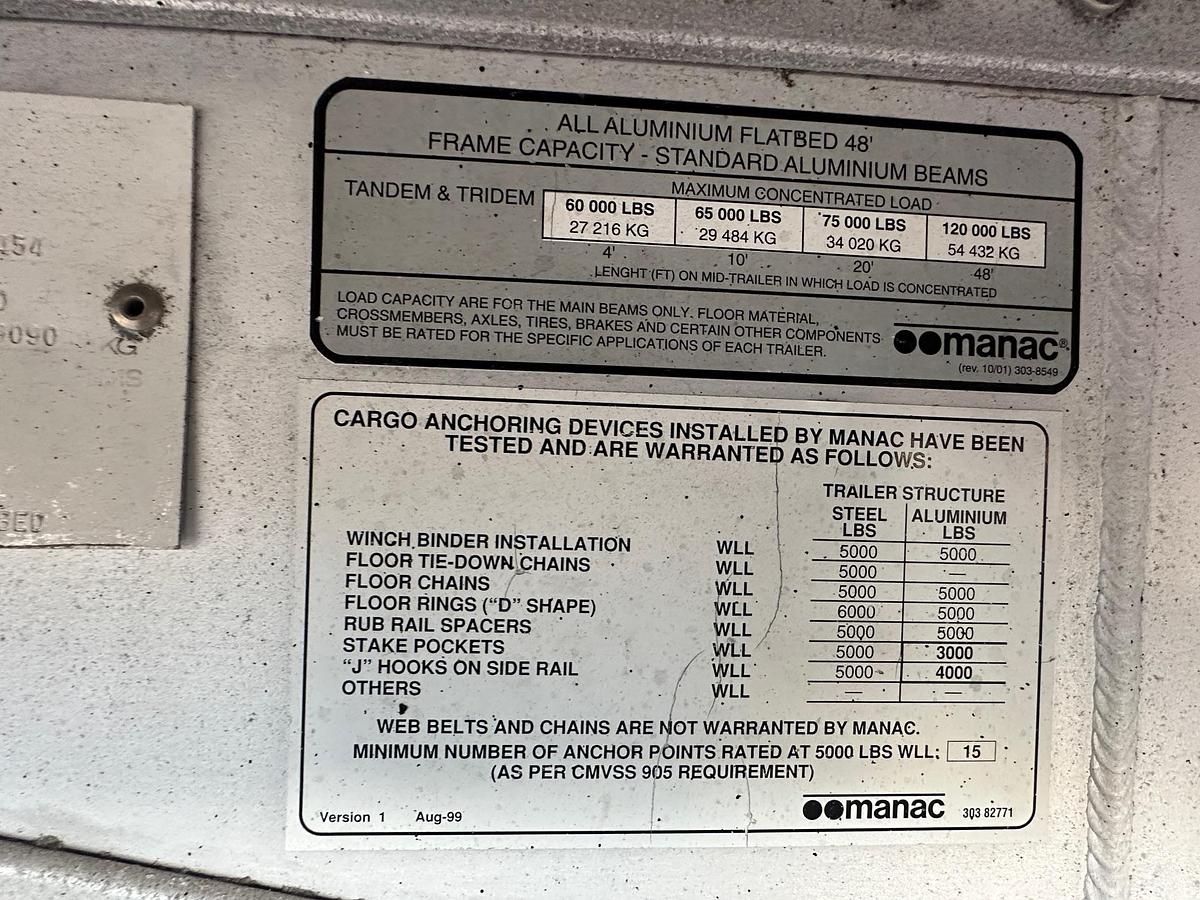 454
090
G
ALL ALUMINIUM FLATBED 48'
FRAME CAPACITY - STANDARD ALUMINIUM BEAMS
TANDEM & TRIDEM
MAXIMUM CONCENTRATED LOAD
60 000 LBS 65 000 LBS 75 000 LBS 120 000 LBS
27 216 KG 29 484 KG 34 020 KG 54 432 KG
4' 10' 20' 48'
LENGHT (FT) ON MID-TRAILER IN WHICH LOAD IS CONCENTRATED
LOAD CAPACITY ARE FOR THE MAIN BEAMS ONLY. FLOOR MATERIAL,
CROSSMEMBERS, AXLES, TIRES, BRAKES AND CERTAIN OTHER COMPONENTS
MUST BE RATED FOR THE SPECIFIC APPLICATIONS OF EACH TRAILER.
manac®
(rev. 10/01) 303-8549
CARGO ANCHORING DEVICES INSTALLED BY MANAC HAVE BEEN
TESTED AND ARE WARRANTED AS FOLLOWS:
TRAILER STRUCTURE
STEEL ALUMINIUM
LBS LBS
WINCH BINDER INSTALLATION WLL 5000 5000
FLOOR TIE-DOWN CHAINS WLL 5000 —
FLOOR CHAINS WLL 5000 5000
FLOOR RINGS ("D" SHAPE) WLL 6000 5000
RUB RAIL SPACERS WLL 5000 5000
STAKE POCKETS WLL 5000 3000
"J" HOOKS ON SIDE RAIL WLL 5000 4000
OTHERS WLL — —
WEB BELTS AND CHAINS ARE NOT WARRANTED BY MANAC.
MINIMUM NUMBER OF ANCHOR POINTS RATED AT 5000 LBS WLL: 15
(AS PER CMVSS 905 REQUIREMENT)
manac
Version 1 Aug-99 303 82771